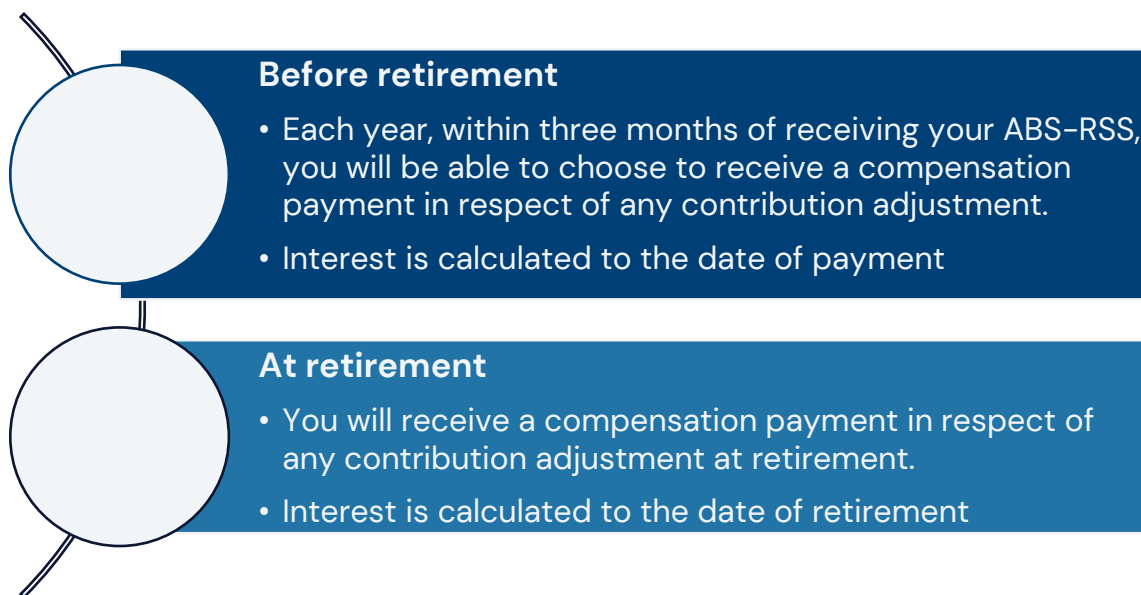 Before retirement
• Each year, within three months of receiving your ABS-RSS,
you will be able to choose to receive a compensation
payment in respect of any contribution adjustment.
• Interest is calculated to the date of payment
At retirement
• You will receive a compensation payment in respect of
any contribution adjustment at retirement.
• Interest is calculated to the date of retirement